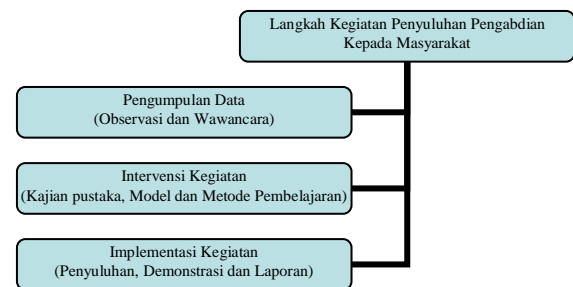 Langkah Kegiatan Penyuluhan Pengabdian
Kepada Masyarakat
Pengumpulan Data
(Observasi dan Wawancara)
Intervensi Kegiatan
(Kajian pustaka, Model dan Metode Pembelajaran)
Implementasi Kegiatan
(Penyuluhan, Demonstrasi dan Laporan)